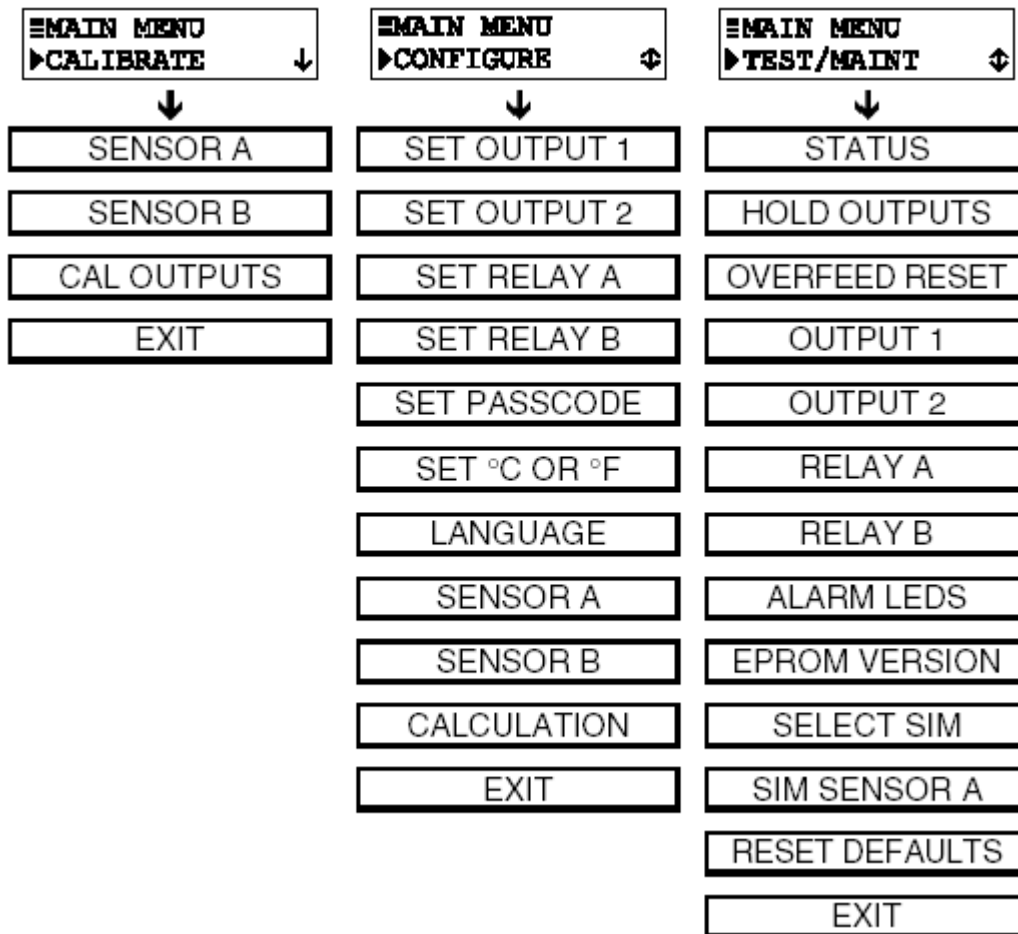 ≡MAIN MENU
▶CALIBRATE ↓
SENSOR A
SENSOR B
CAL OUTPUTS
EXIT
≡MAIN MENU
▶CONFIGURE ↕
SET OUTPUT 1
SET OUTPUT 2
SET RELAY A
SET RELAY B
SET PASSCODE
SET °C OR °F
LANGUAGE
SENSOR A
SENSOR B
CALCULATION
EXIT
≡MAIN MENU
▶TEST/MAINT ↕
STATUS
HOLD OUTPUTS
OVERFEED RESET
OUTPUT 1
OUTPUT 2
RELAY A
RELAY B
ALARM LEDS
EPROM VERSION
SELECT SIM
SIM SENSOR A
RESET DEFAULTS
EXIT